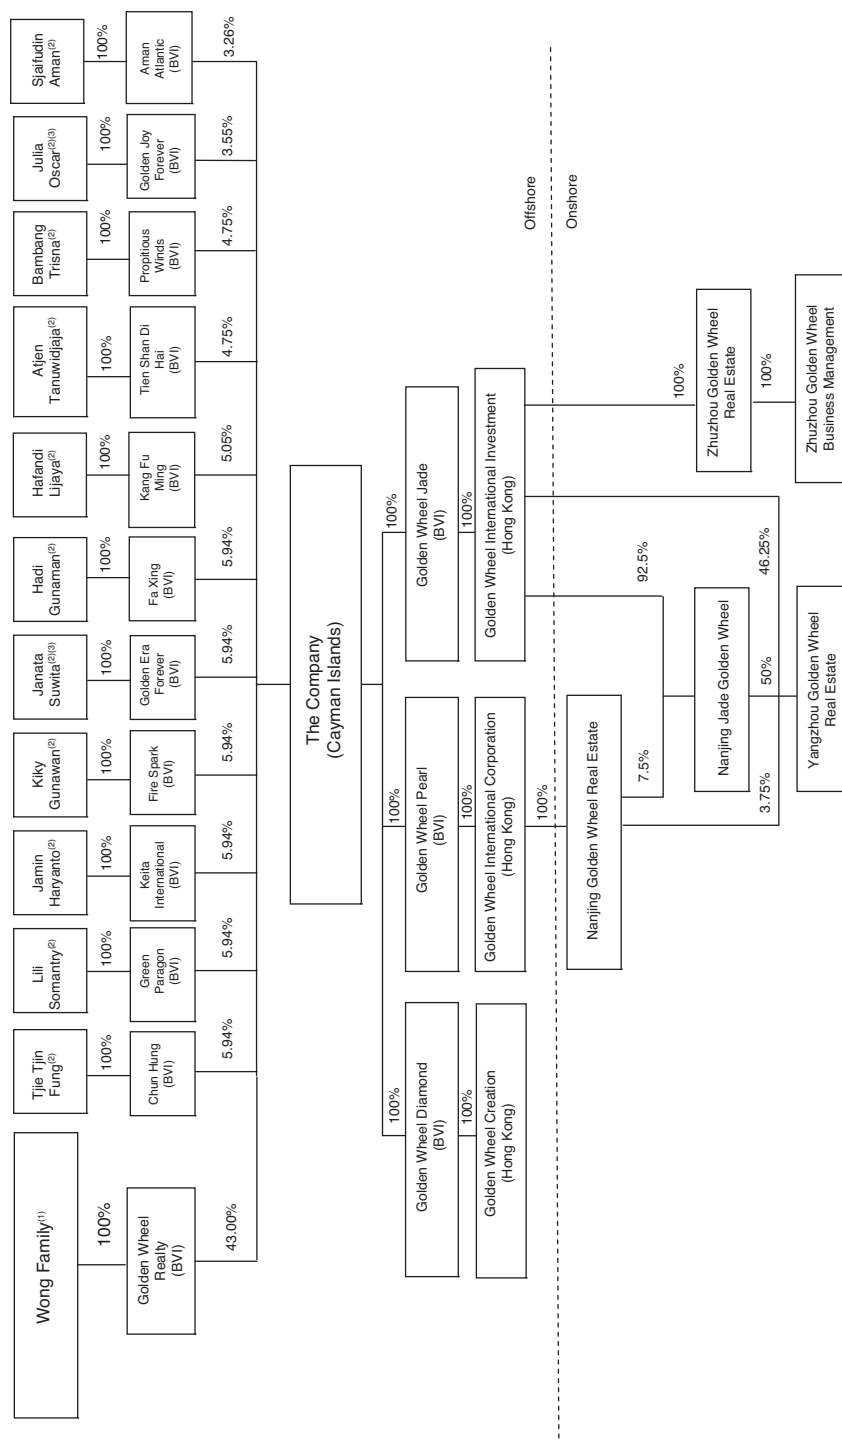 Wong Family(1)
Tjie Tjin
Fung(2)
Lili
Somantry(2)
Jamin
Haryanto(2)
Kiky
Gunawan(2)
Janata
Suwita(2)(3)
Hadi
Gunaman(2)
Hafandi
Lijaya(2)
Atjen
Tanuwidjaja(2)
Bambang
Trisna(2)
Julia
Oscar(2)(3)
Sjaifudin
Aman(2)
100%
100%
100%
100%
100%
100%
100%
100%
100%
100%
100%
100%
Golden Wheel
Realty
(BVI)
Chun Hung
(BVI)
Green
Paragon
(BVI)
Keita
International
(BVI)
Fire Spark
(BVI)
Golden Era
Forever
(BVI)
Fa Xing
(BVI)
Kang Fu
Ming
(BVI)
Tien Shan Di
Hai
(BVI)
Propitious
Winds
(BVI)
Golden Joy
Forever
(BVI)
Aman
Atlantic
(BVI)
43.00%
5.94%
5.94%
5.94%
5.94%
5.94%
5.94%
5.05%
4.75%
4.75%
3.55%
3.26%
The Company
(Cayman Islands)
100%
100%
100%
Golden Wheel Diamond
(BVI)
Golden Wheel Pearl
(BVI)
Golden Wheel Jade
(BVI)
100%
100%
100%
Golden Wheel Creation
(Hong Kong)
Golden Wheel International Corporation
(Hong Kong)
Golden Wheel International Investment
(Hong Kong)
Offshore
100%
Onshore
Nanjing Golden Wheel Real Estate
7.5%
92.5%
100%
Nanjing Jade Golden Wheel
Zhuzhou Golden Wheel
Real Estate
3.75%
50%
46.25%
100%
Yangzhou Golden Wheel
Real Estate
Zhuzhou Golden Wheel
Business Management